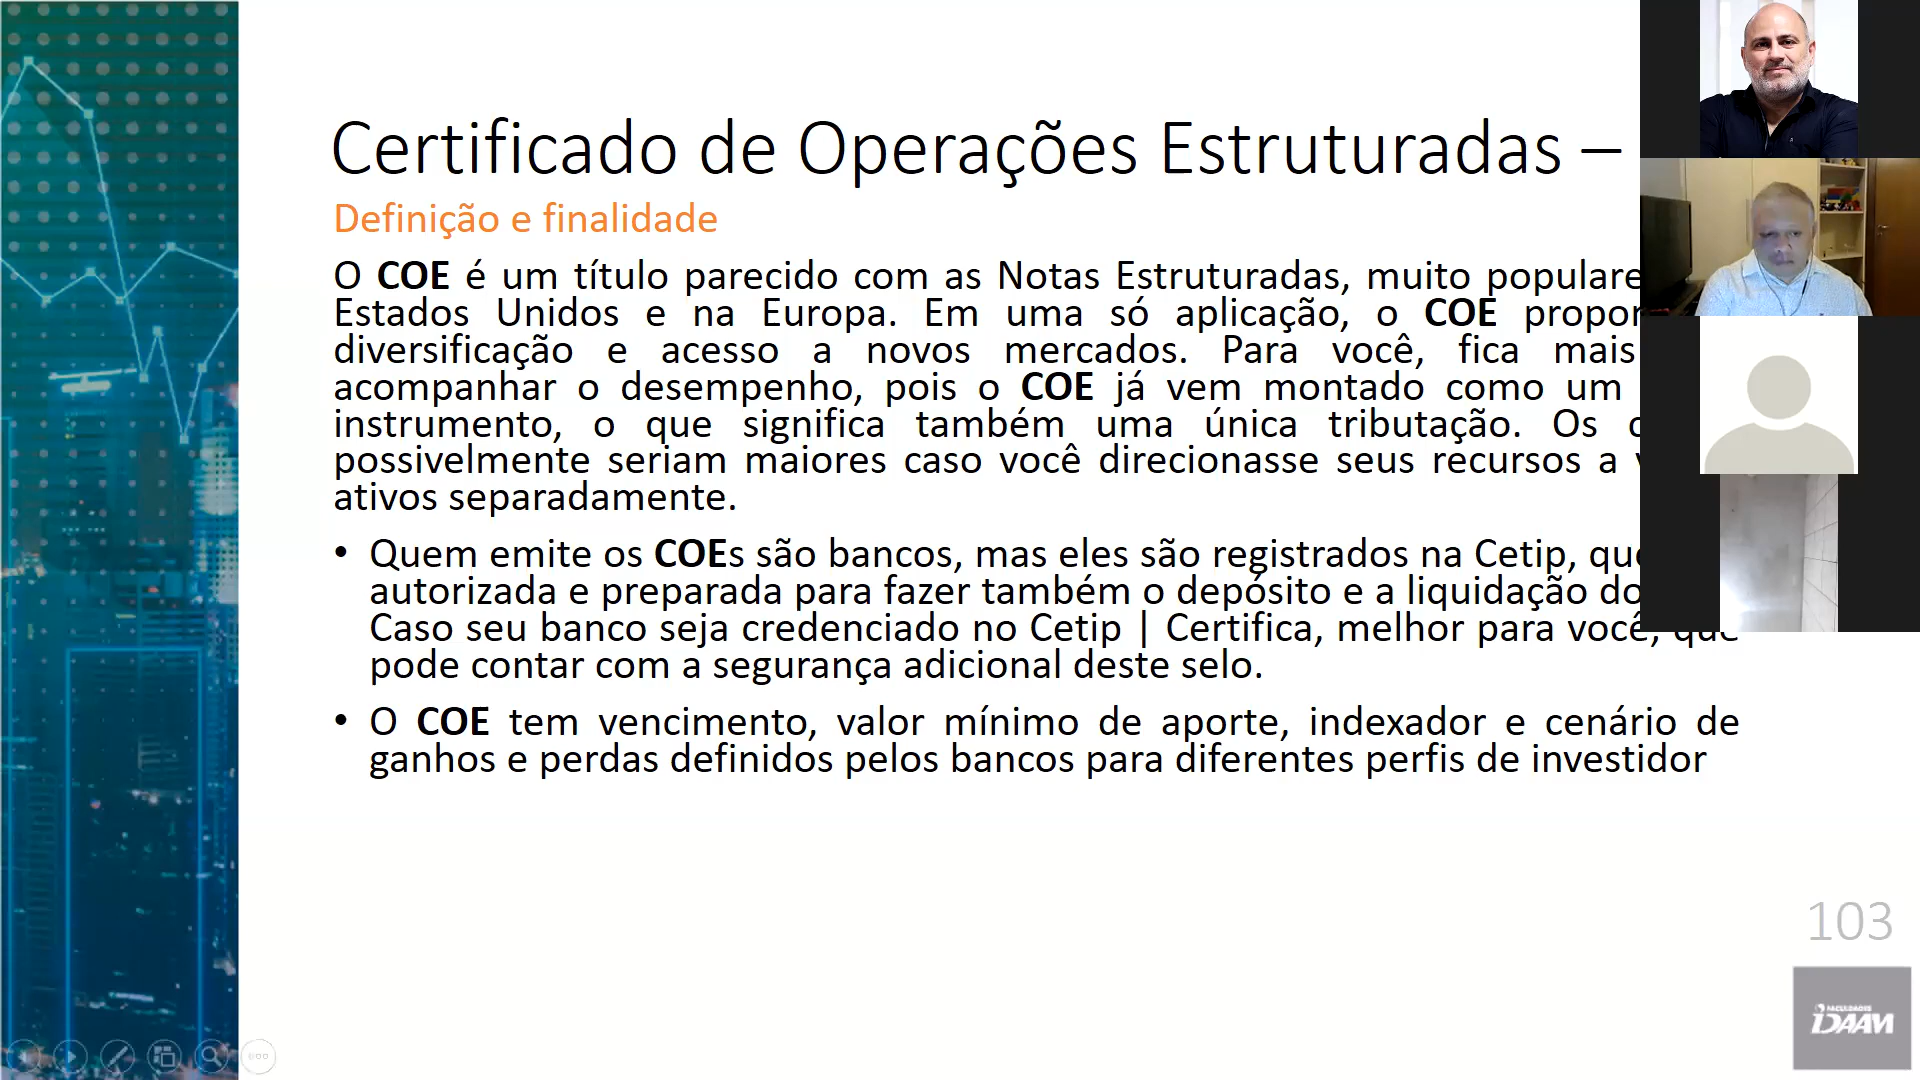 Certificado de Operações Estruturadas –
Definição e finalidade
O COE é um título parecido com as Notas Estruturadas, muito
Estados Unidos e na Europa. Em uma só aplicação, o COE
diversificação e acesso a novos mercados. Para você, fica mais
acompanhar o desempenho, pois o COE já vem montado como um
instrumento, o que significa também uma única tributação. Os
possivelmente seriam maiores caso você direcionasse seus recursos a
ativos separadamente.
• Quem emite os COEs são bancos, mas eles são registrados na Cetip,
autorizada e preparada para fazer também o depósito e a liquidação
Caso seu banco seja credenciado no Cetip | Certifica, melhor para você, que
pode contar com a segurança adicional deste selo.
• O COE tem vencimento, valor mínimo de aporte, indexador e cenário de
ganhos e perdas definidos pelos bancos para diferentes perfis de investidor
103
FACULDADES
IDAAM